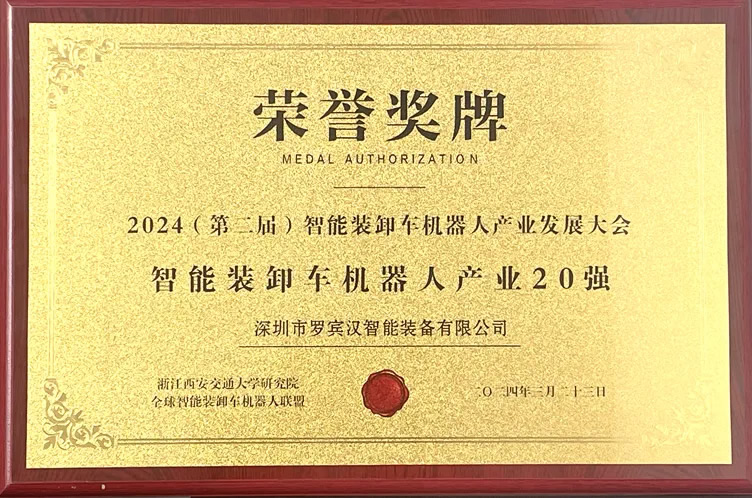 荣誉奖牌
MEDAL AUTHORIZATION
2024（第二届）智能装卸车机器人产业发展大会
智能装卸车机器人产业20强
深圳市罗宾汉智能装备有限公司
浙江西安交通大学研究院
全球智能装卸车机器人联盟
二〇二四年三月二十三日